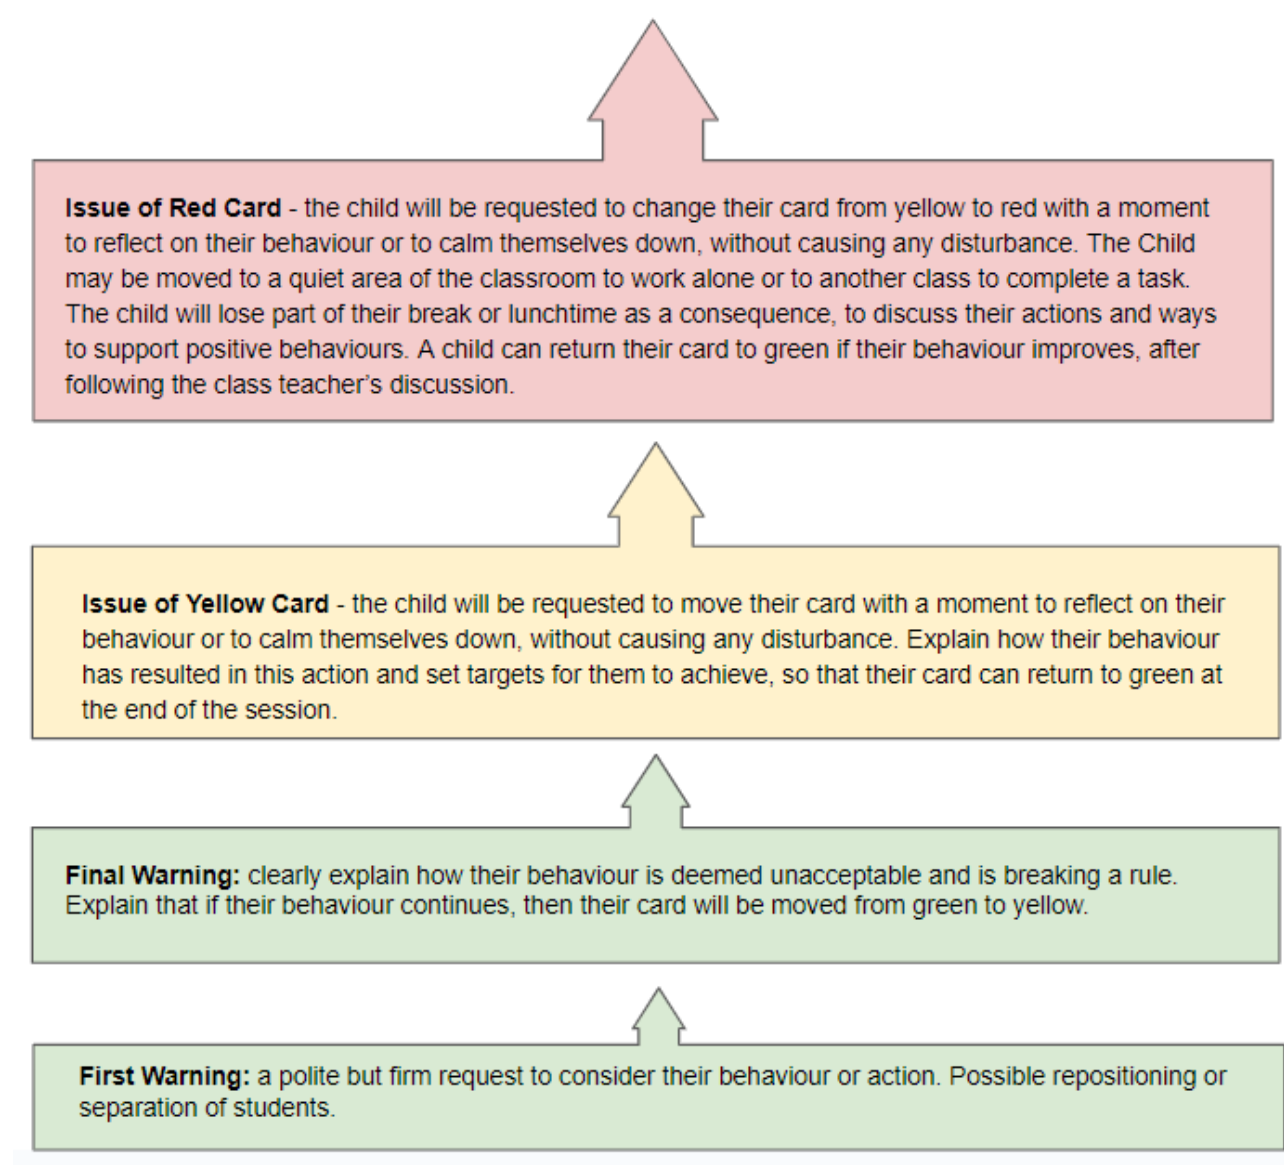 Issue of Red Card - the child will be requested to change their card from yellow to red with a moment
to reflect on their behaviour or to calm themselves down, without causing any disturbance. The Child
may be moved to a quiet area of the classroom to work alone or to another class to complete a task.
The child will lose part of their break or lunchtime as a consequence, to discuss their actions and ways
to support positive behaviours. A child can return their card to green if their behaviour improves, after
following the class teacher’s discussion.
Issue of Yellow Card - the child will be requested to move their card with a moment to reflect on their
behaviour or to calm themselves down, without causing any disturbance. Explain how their behaviour
has resulted in this action and set targets for them to achieve, so that their card can return to green at
the end of the session.
Final Warning: clearly explain how their behaviour is deemed unacceptable and is breaking a rule.
Explain that if their behaviour continues, then their card will be moved from green to yellow.
First Warning: a polite but firm request to consider their behaviour or action. Possible repositioning or
separation of students.